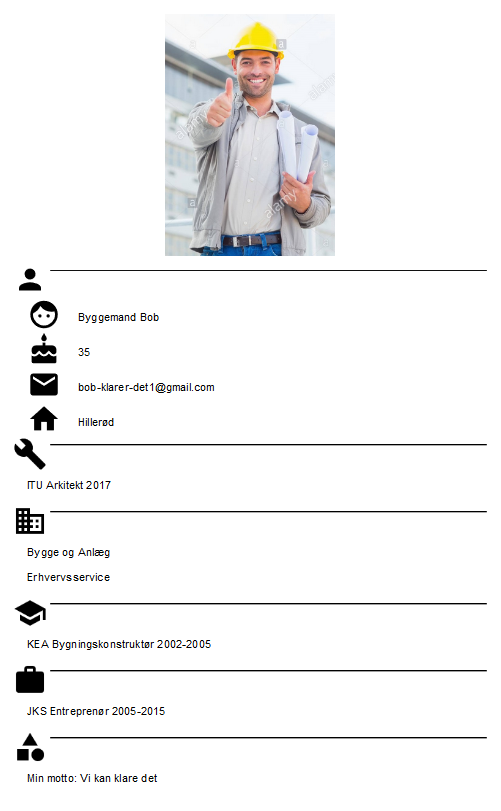 a
alamy
a
Byggemand Bob
35
bob-klarer-det1@gmail.com
Hillerød
ITU Arkitekt 2017
Bygge og Anlæg
Erhvervsservice
KEA Bygningskonstruktør 2002-2005
JKS Entreprenør 2005-2015
Min motto: Vi kan klare det